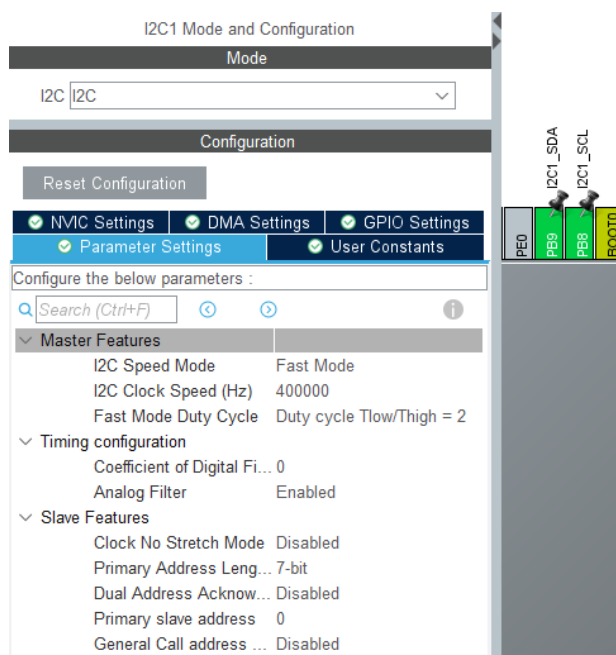 I2C1 Mode and Configuration
Mode
I2C I2C
Configuration
Reset Configuration
NVIC Settings DMA Settings GPIO Settings
Parameter Settings User Constants
Configure the below parameters :
Search (Ctrl+F)
Master Features
I2C Speed Mode Fast Mode
I2C Clock Speed (Hz) 400000
Fast Mode Duty Cycle Duty cycle Tlow/Thigh = 2
Timing configuration
Coefficient of Digital Fi... 0
Analog Filter Enabled
Slave Features
Clock No Stretch Mode Disabled
Primary Address Leng... 7-bit
Dual Address Acknow... Disabled
Primary slave address 0
General Call address ... Disabled
I2C1_SDA
I2C1_SCL
PE0
PB9
PB8
BOOT0